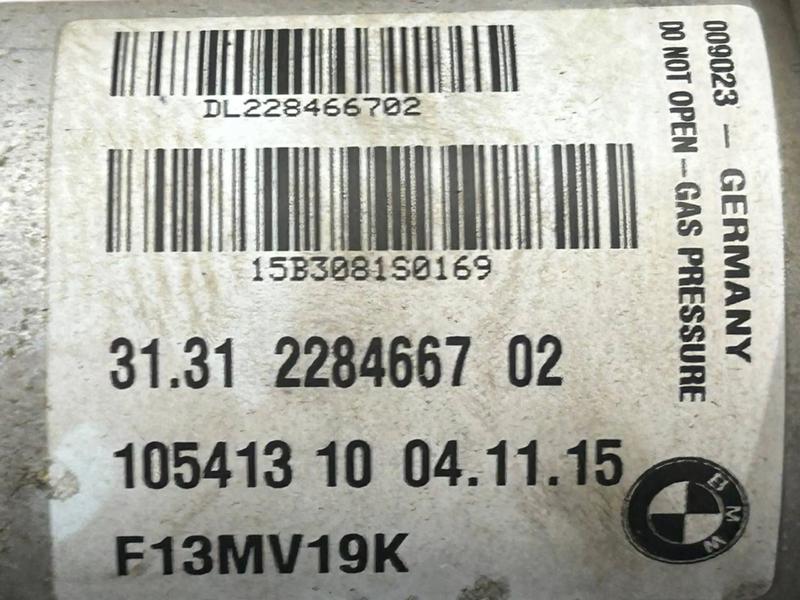 DL228466702
15B3081S0169
31.31 2284667 02
105413 10 04.11.15
F13MV19K
BMW
009023 - GERMANY
DO NOT OPEN - GAS PRESSURE